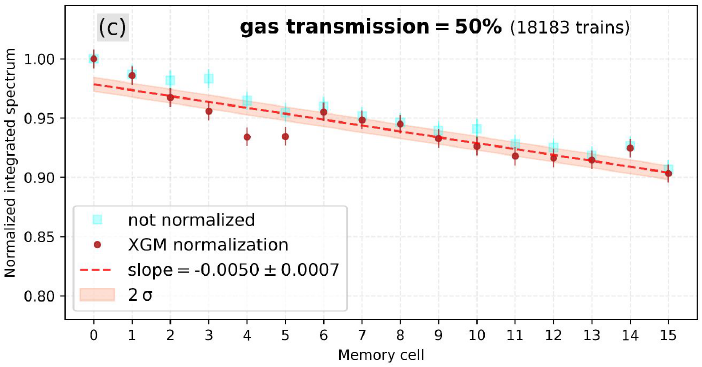 (c) gas transmission = 50% (18183 trains)
Normalized integrated spectrum
1.00
0.95
0.90
0.85
0.80
not normalized
XGM normalization
slope = -0.0050 ± 0.0007
2 σ
0 1 2 3 4 5 6 7 8 9 10 11 12 13 14 15
Memory cell